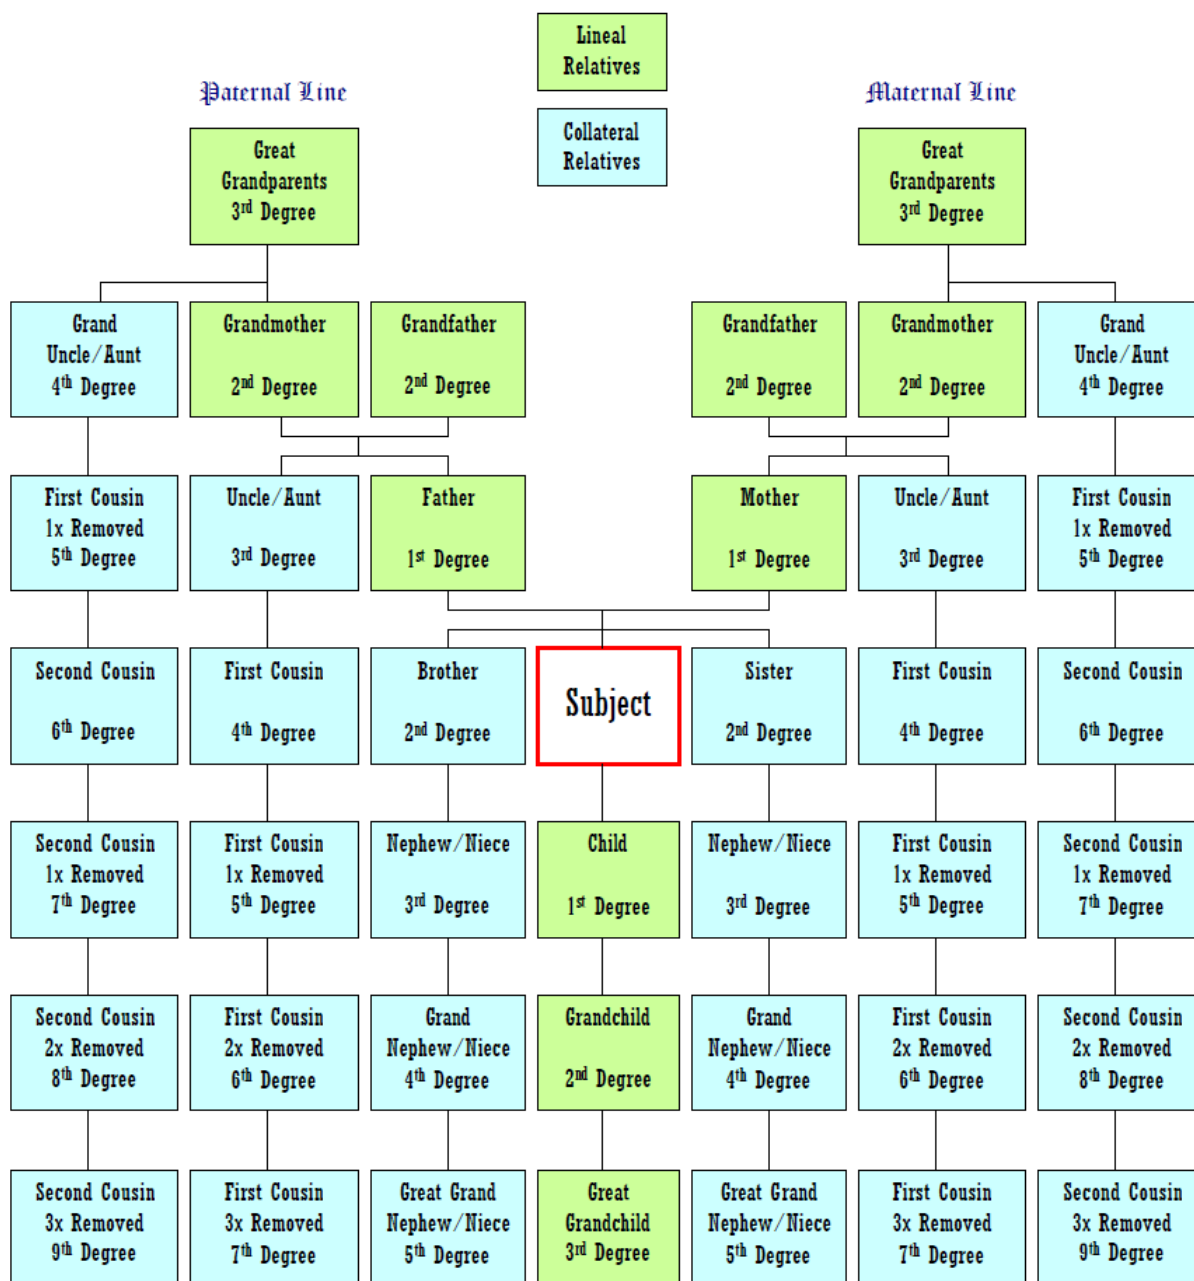 Lineal
Relatives
Paternal Line
Maternal Line
Collateral
Relatives
Great
Grandparents
3rd Degree
Great
Grandparents
3rd Degree
Grand
Uncle/Aunt
4th Degree
Grandmother
2nd Degree
Grandfather
2nd Degree
Grandfather
2nd Degree
Grandmother
2nd Degree
Grand
Uncle/Aunt
4th Degree
First Cousin
1x Removed
5th Degree
Uncle/Aunt
3rd Degree
Father
1st Degree
Mother
1st Degree
Uncle/Aunt
3rd Degree
First Cousin
1x Removed
5th Degree
Second Cousin
6th Degree
First Cousin
4th Degree
Brother
2nd Degree
Subject
Sister
2nd Degree
First Cousin
4th Degree
Second Cousin
6th Degree
Second Cousin
1x Removed
7th Degree
First Cousin
1x Removed
5th Degree
Nephew/Niece
3rd Degree
Child
1st Degree
Nephew/Niece
3rd Degree
First Cousin
1x Removed
5th Degree
Second Cousin
1x Removed
7th Degree
Second Cousin
2x Removed
8th Degree
First Cousin
2x Removed
6th Degree
Grand
Nephew/Niece
4th Degree
Grandchild
2nd Degree
Grand
Nephew/Niece
4th Degree
First Cousin
2x Removed
6th Degree
Second Cousin
2x Removed
8th Degree
Second Cousin
3x Removed
9th Degree
First Cousin
3x Removed
7th Degree
Great Grand
Nephew/Niece
5th Degree
Great
Grandchild
3rd Degree
Great Grand
Nephew/Niece
5th Degree
First Cousin
3x Removed
7th Degree
Second Cousin
3x Removed
9th Degree